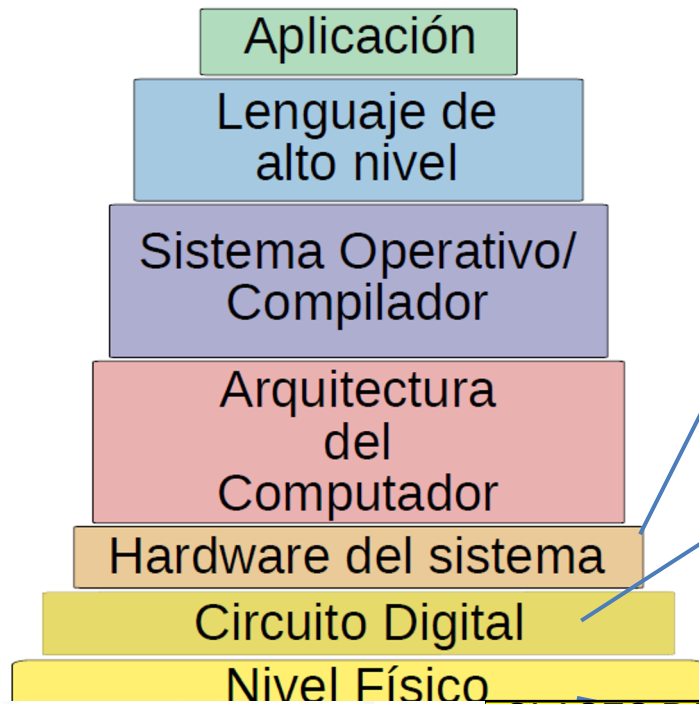 Aplicación
Lenguaje de
alto nivel
Sistema Operativo/
Compilador
Arquitectura
del
Computador
Hardware del sistema
Circuito Digital
Nivel Físico